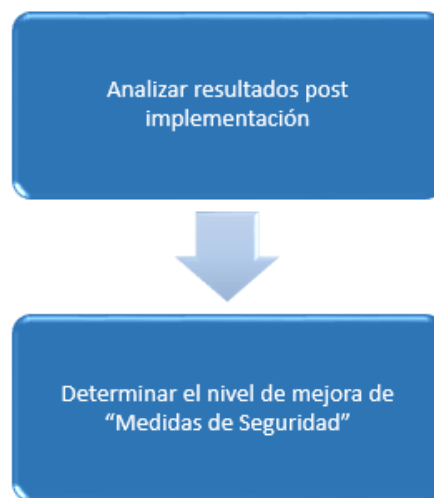 Analizar resultados post
implementación
Determinar el nivel de mejora de
“Medidas de Seguridad”